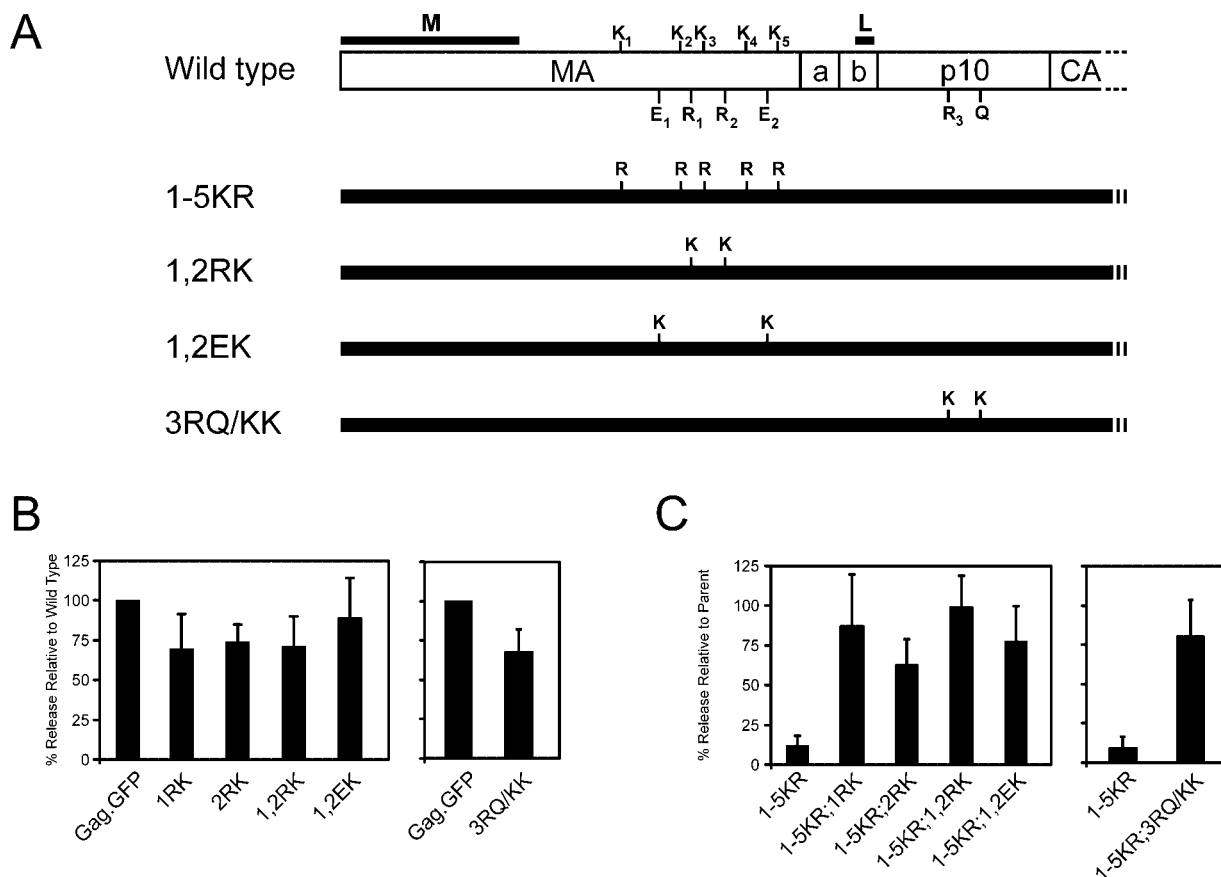 A
M
L
K1 K2 K3 K4 K5
Wild type
MA a b p10 CA
E1 R1 R2 E2 R3 Q
1-5KR
R R R R R
1,2RK
K K
1,2EK
K K
3RQ/KK
K K
B
% Release Relative to Wild Type
125
100
75
50
25
0
Gag.GFP
1RK
2RK
1,2RK
1,2EK
Gag.GFP
3RQ/KK
C
% Release Relative to Parent
125
100
75
50
25
0
1-5KR
1-5KR;1RK
1-5KR;2RK
1-5KR;1,2RK
1-5KR;1,2EK
1-5KR
1-5KR;3RQ/KK